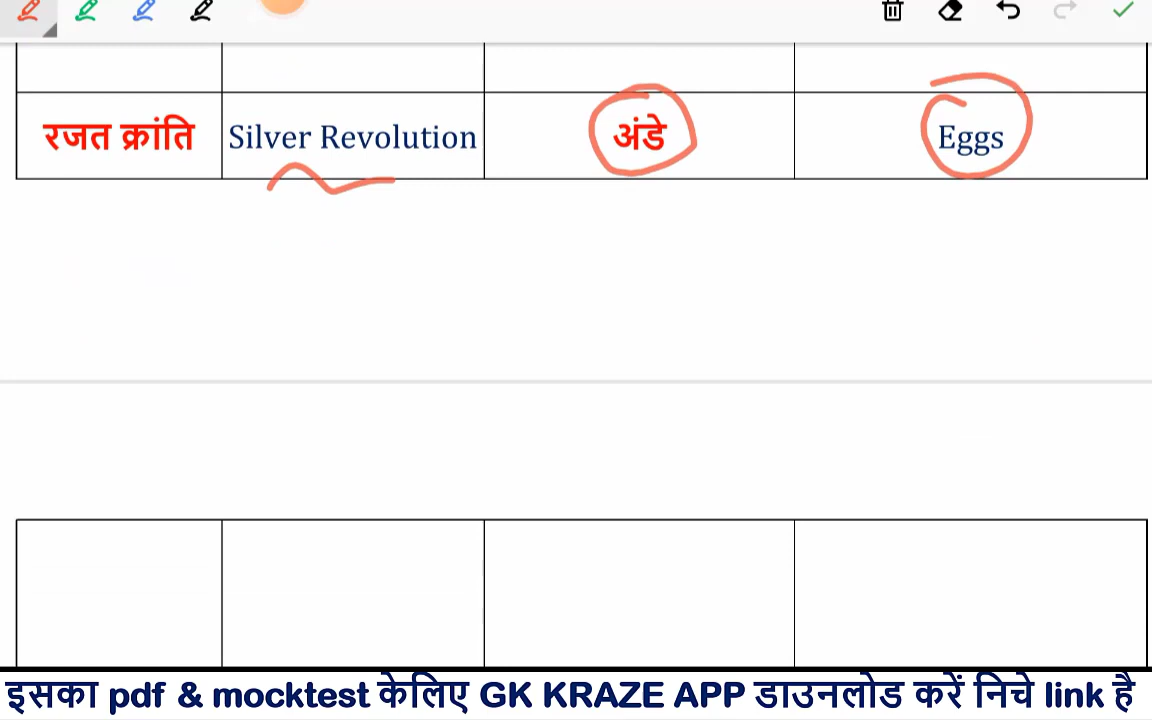 रजत क्रांति Silver Revolution अंडे Eggs
इसका pdf & mocktest केलिए GK KRAZE APP डाउनलोड करें निचे link है